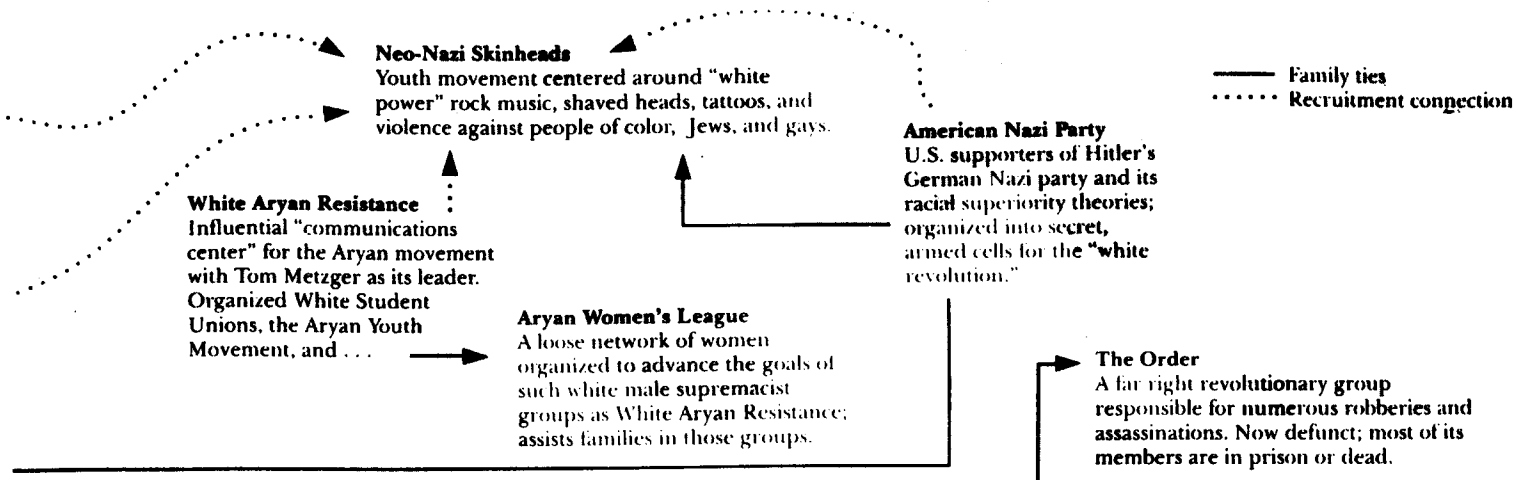 Neo-Nazi Skinheads
Youth movement centered around "white
power" rock music, shaved heads, tattoos, and
violence against people of color, Jews, and gays.
Family ties
Recruitment connection
American Nazi Party
U.S. supporters of Hitler's
German Nazi party and its
racial superiority theories;
organized into secret,
armed cells for the "white
revolution."
White Aryan Resistance
Influential "communications
center" for the Aryan movement
with Tom Metzger as its leader.
Organized White Student
Unions, the Aryan Youth
Movement, and . . .
Aryan Women's League
A loose network of women
organized to advance the goals of
such white male supremacist
groups as White Aryan Resistance;
assists families in those groups.
The Order
A far right revolutionary group
responsible for numerous robberies and
assassinations. Now defunct; most of its
members are in prison or dead.